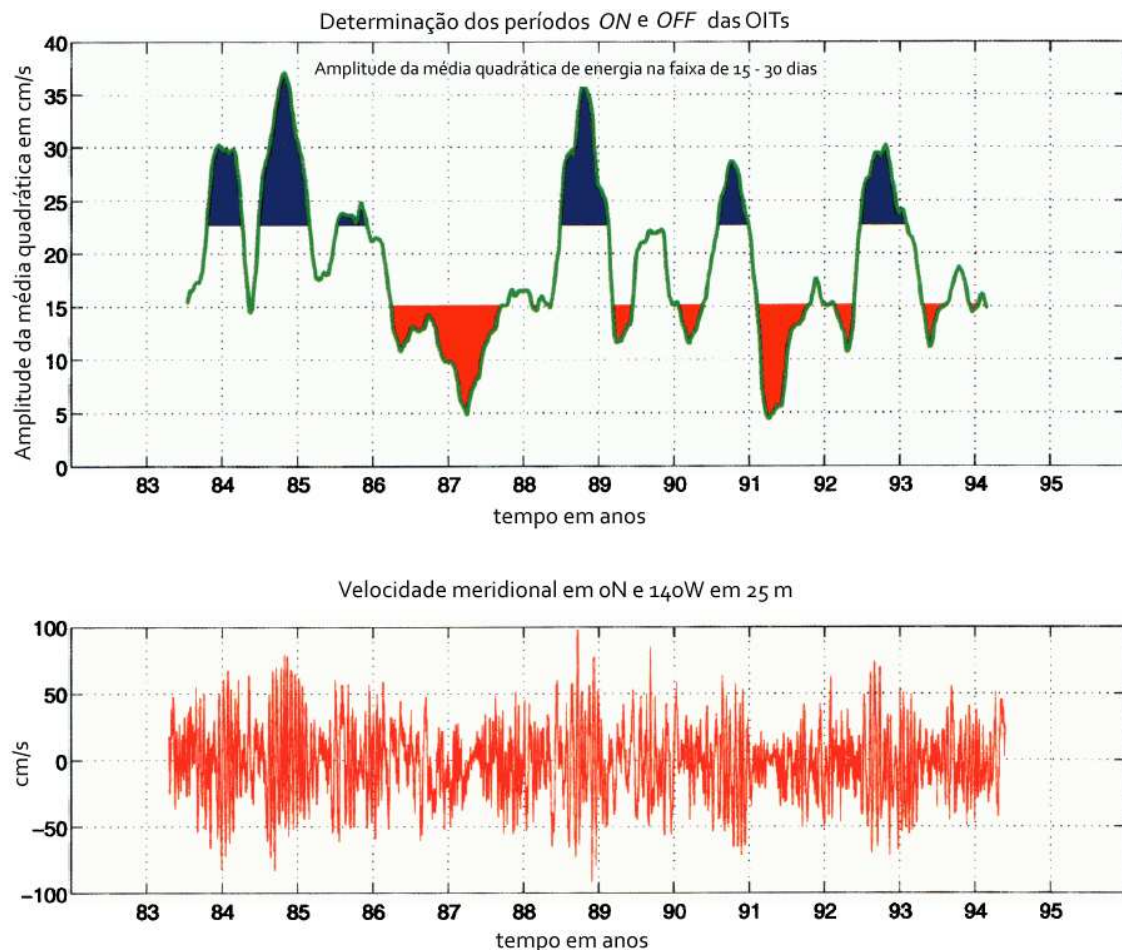 Determinação dos períodos ON e OFF das OITs
Amplitude da média quadrática de energia na faixa de 15 - 30 dias
Amplitude da média quadrática em cm/s
40
35
30
25
20
15
10
5
0
83 84 85 86 87 88 89 90 91 92 93 94 95
tempo em anos
Velocidade meridional em 0N e 140W em 25 m
cm/s
100
50
0
−50
−100
83 84 85 86 87 88 89 90 91 92 93 94 95
tempo em anos